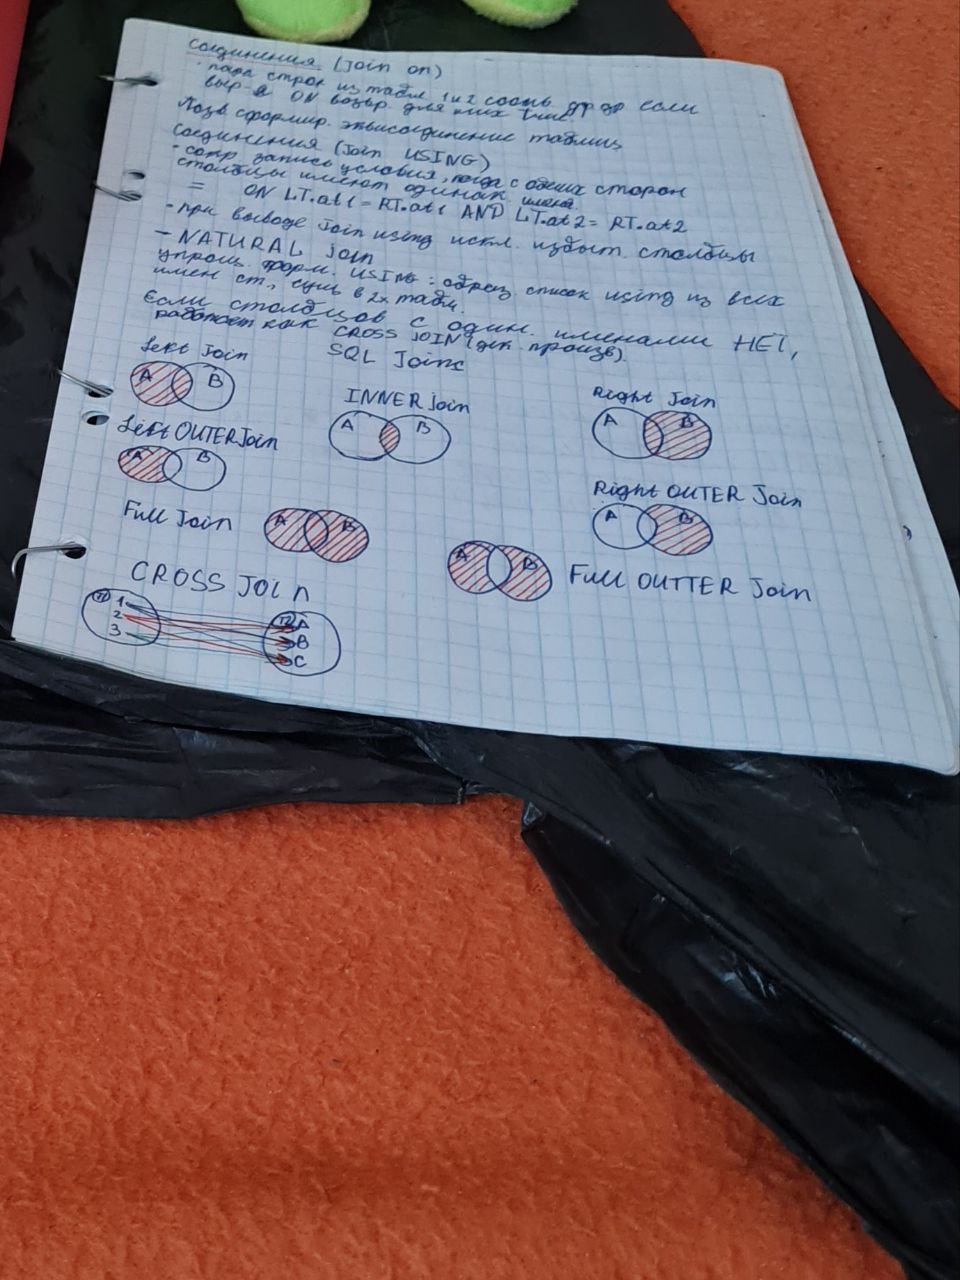 Соединения (Join on)
· пара строк из табл 1 и 2 соотв. др др если
выр-е ON возвр. для них True
Позв сформир. эквисоединение таблиц
Соединения (Join USING)
· сокр запись условия, когда с обеих сторон
столбцы имеют одинак. имена
= ON LT.at1 = RT.at1 AND LT.at2 = RT.at2
· при выводе Join using искл. избыт. столбцы
- NATURAL join
упрощ. форм. USING: образ. список using из всех
имен ст., сущ в 2х табл.
Если столбцов с один. именами НЕТ,
работает как CROSS JOIN (дек. произв)
SQL Joins
Left Join
A B
INNER Join
A B
Right Join
A B
Left OUTER Join
A B
Right OUTER Join
A B
Full Join
A B
A B
Full OUTTER Join
CROSS JOIn
T1 1
2
3
T2 A
B
C